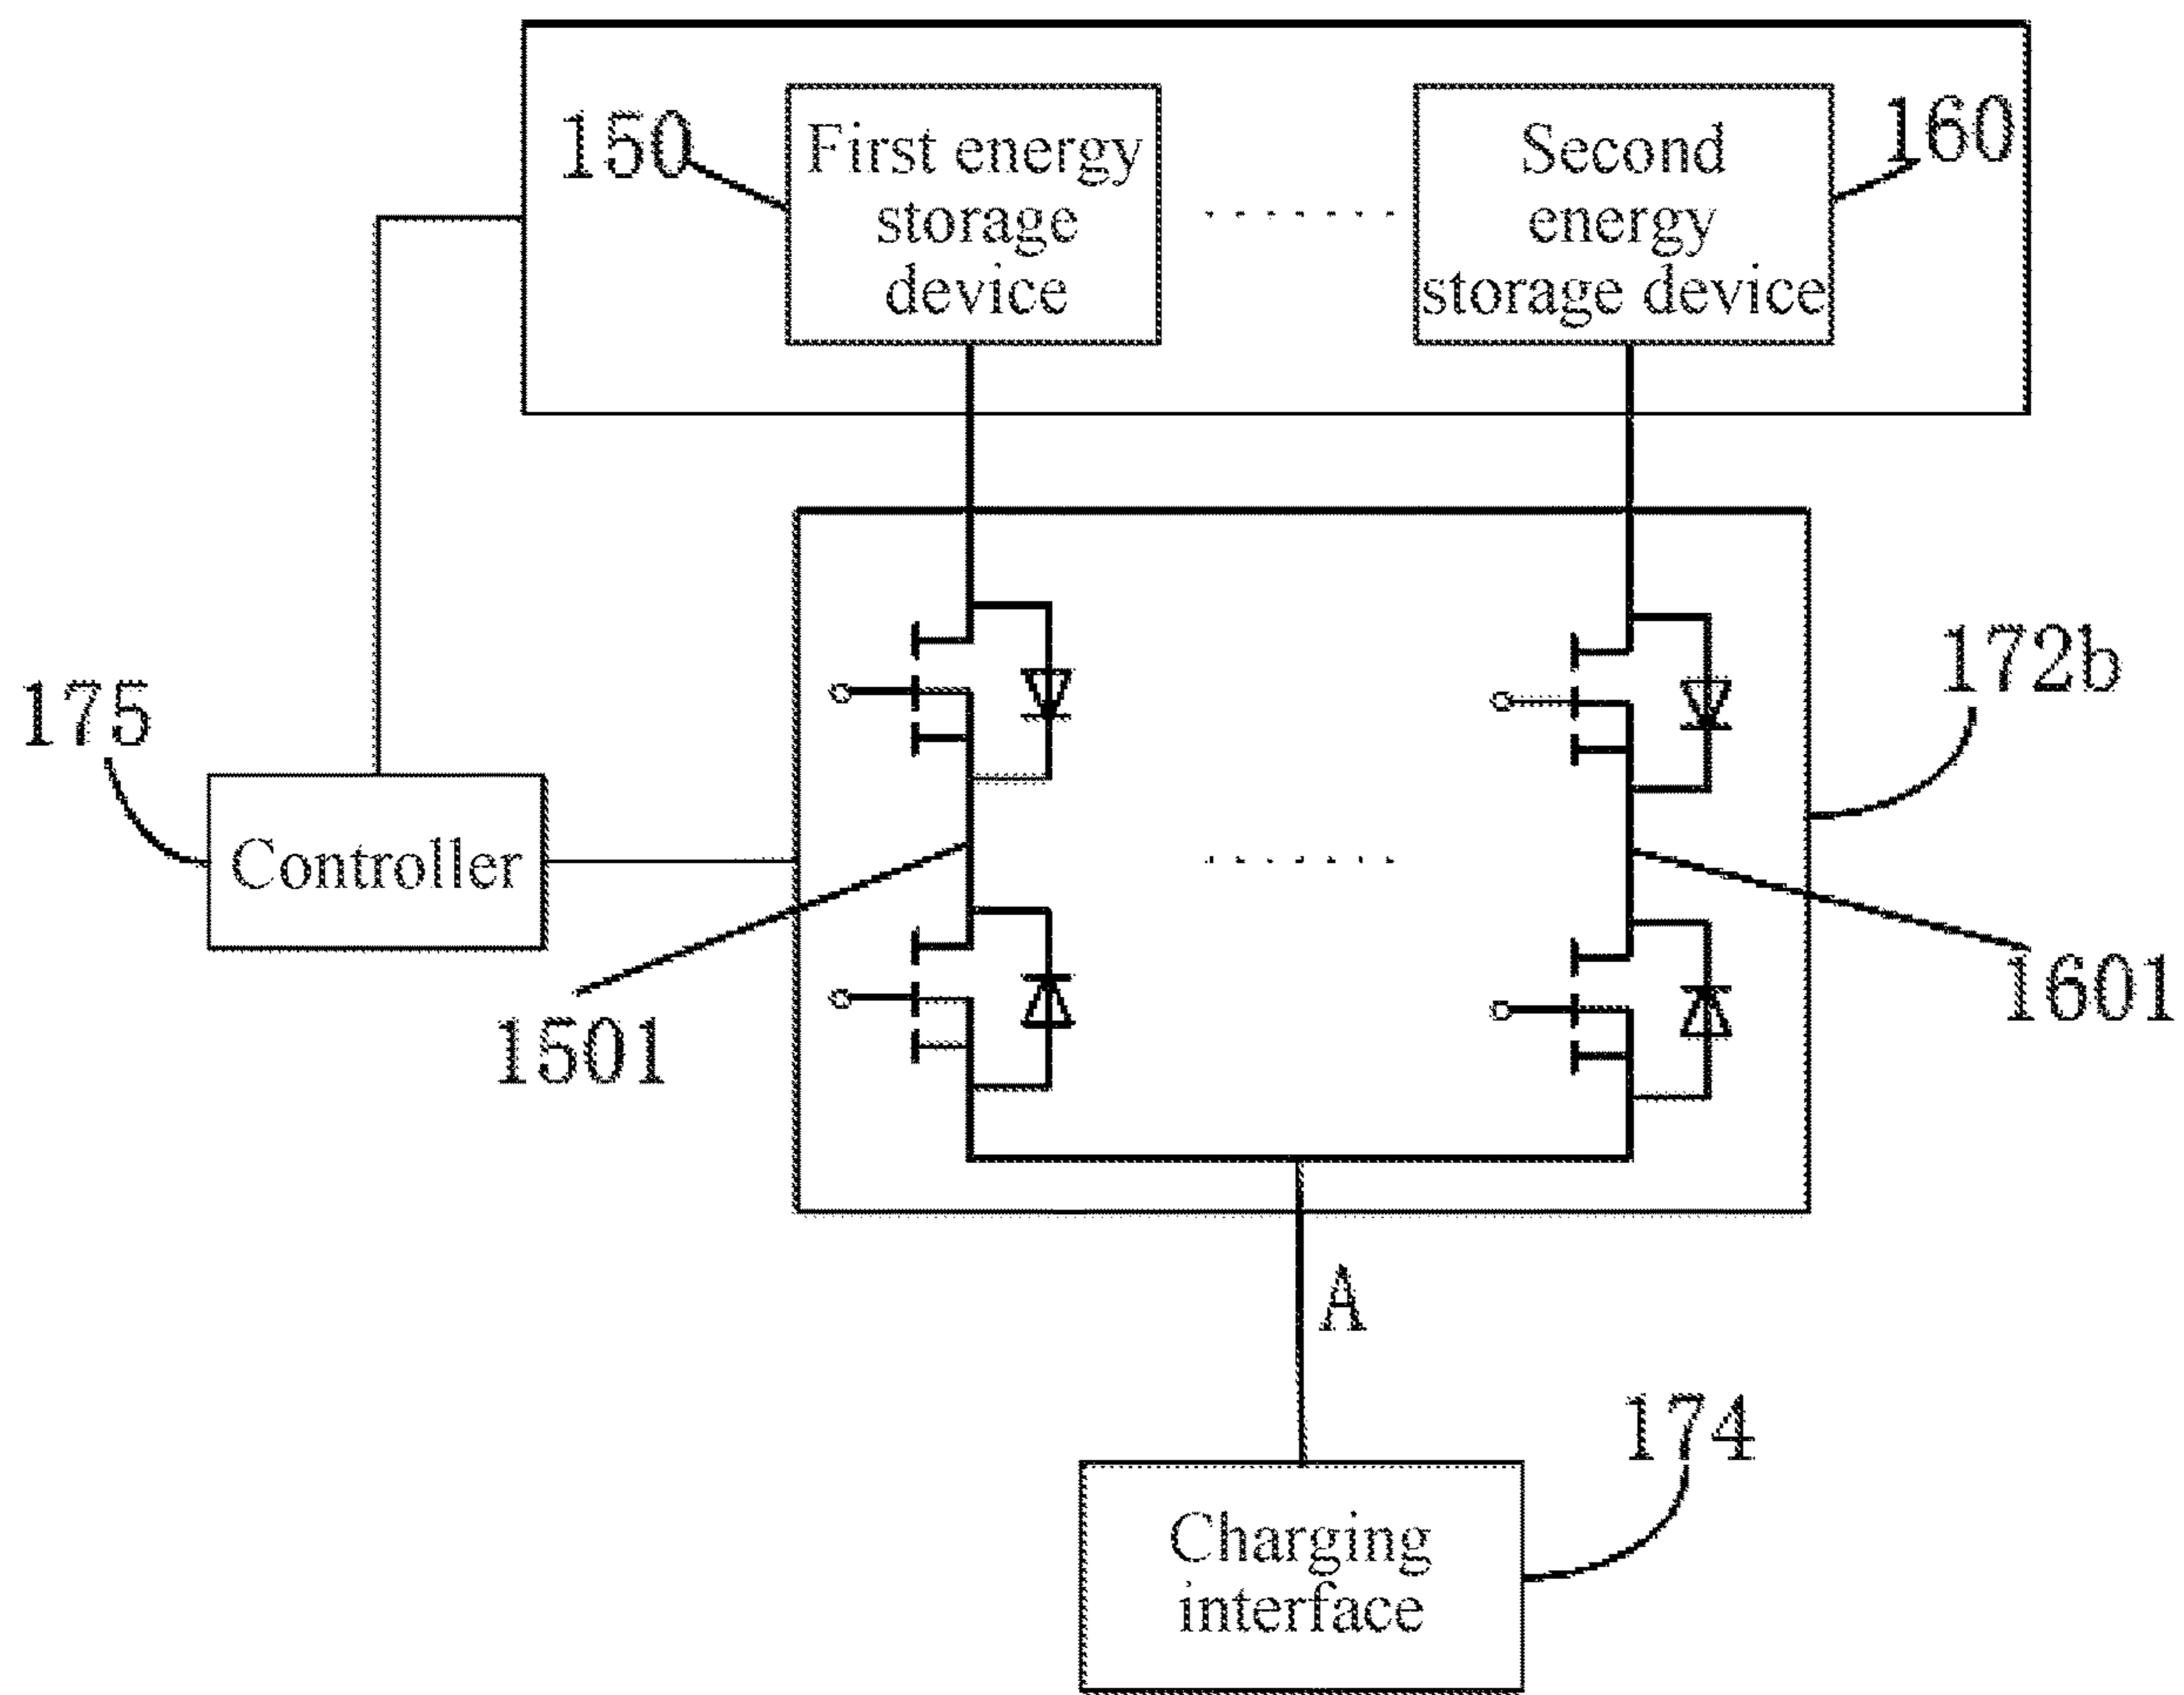 150
First energy
storage
device
Second
energy
storage device
160
175
Controller
172b
1501
1601
A
174
Charging
interface